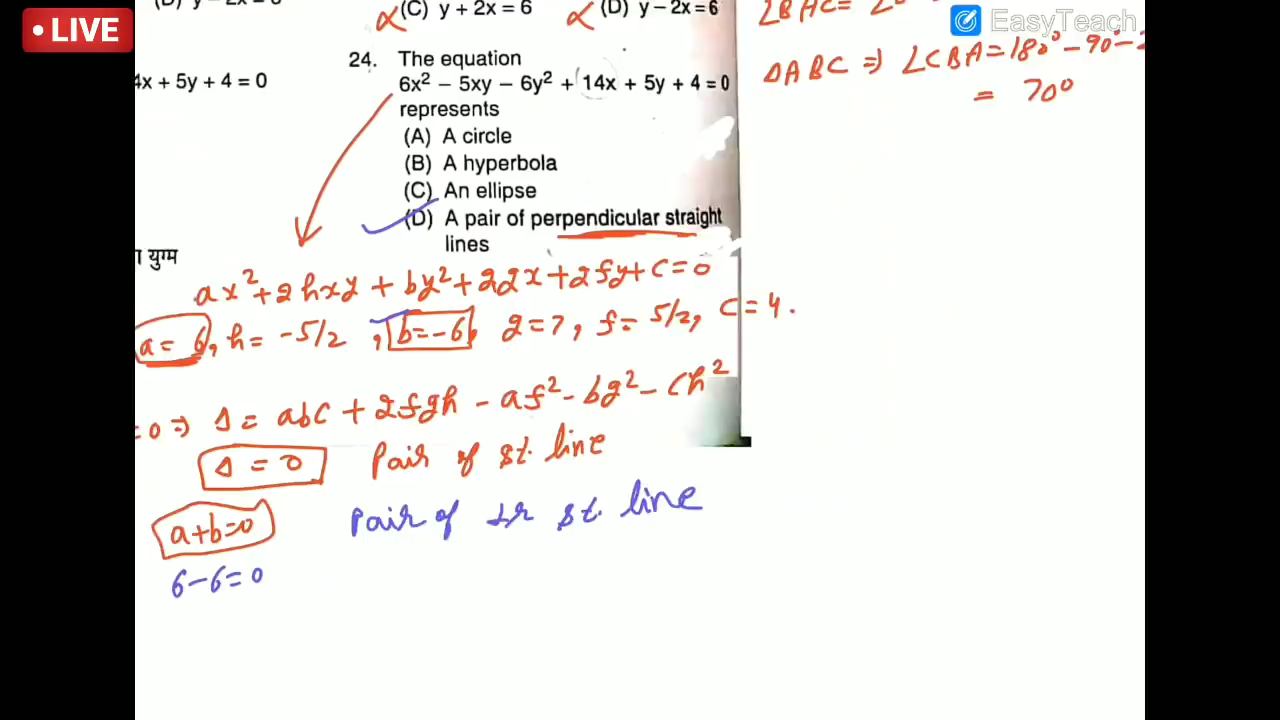 LIVE
EasyTeach
(C) y + 2x = 6 (D) y – 2x = 6
∠BAC = ∠
24. The equation
4x + 5y + 4 = 0
6x² – 5xy – 6y² + 14x + 5y + 4 = 0
represents
(A) A circle
(B) A hyperbola
(C) An ellipse
(D) A pair of perpendicular straight
lines
युग्म
ΔABC ⇒ ∠CBA = 180° – 90° –
= 70°
ax² + 2hxy + by² + 2gx + 2fy + c = 0
a = 6, h = -5/2, b = -6, g = 7, f = 5/2, c = 4.
= 0 ⇒ Δ = abc + 2fgh - af² - bg² - ch²
Δ = 0 Pair of st. line
a+b=0 Pair of ⊥r st. line
6-6=0